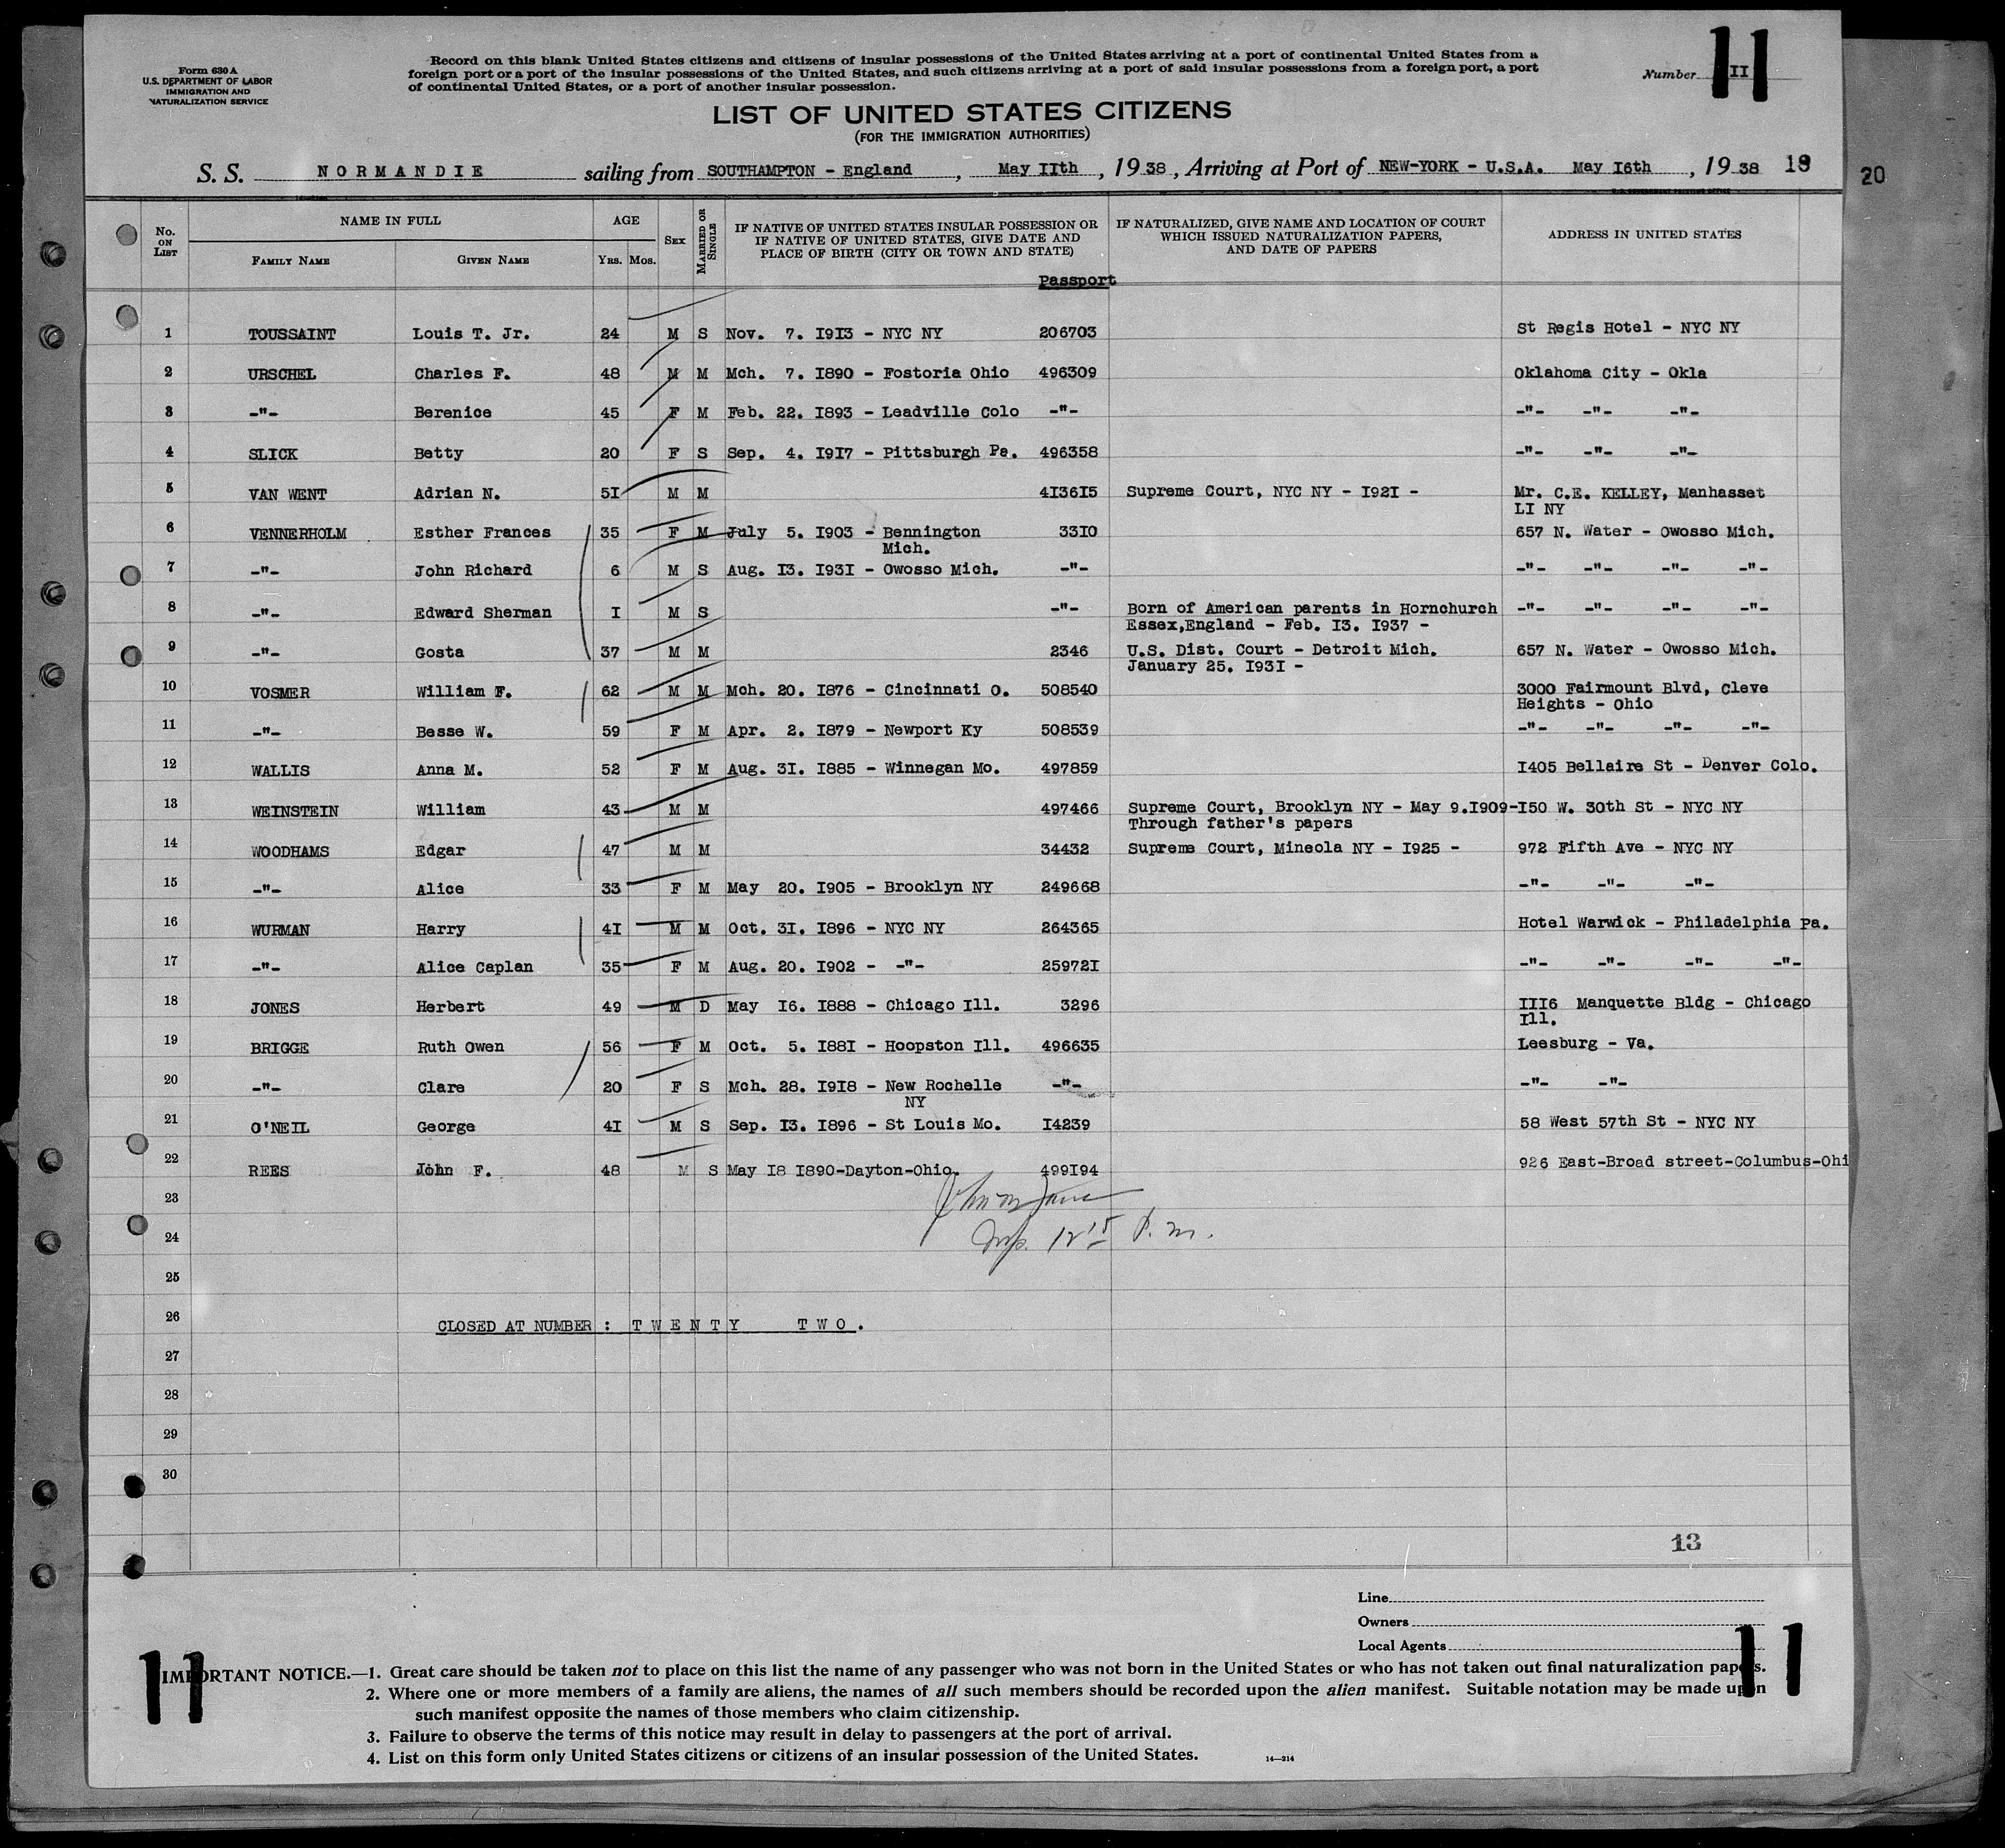 Form 630 A
U.S. DEPARTMENT OF LABOR
IMMIGRATION AND
NATURALIZATION SERVICE
Record on this blank United States citizens and citizens of insular possessions of the United States arriving at a port of continental United States from a
foreign port or a port of the insular possessions of the United States, and such citizens arriving at a port of said insular possessions from a foreign port, a port
of continental United States, or a port of another insular possession.
Number II 11
LIST OF UNITED STATES CITIZENS
(FOR THE IMMIGRATION AUTHORITIES)
S. S. NORMANDIE sailing from SOUTHAMPTON - England, May IIth, 1938, Arriving at Port of NEW-YORK - U.S.A. May I6th, 1938 18
20
No. ON LIST NAME IN FULL FAMILY NAME GIVEN NAME AGE YRS. MOS. SEX MARRIED OR SINGLE IF NATIVE OF UNITED STATES INSULAR POSSESSION OR IF NATIVE OF UNITED STATES, GIVE DATE AND PLACE OF BIRTH (CITY OR TOWN AND STATE) IF NATURALIZED, GIVE NAME AND LOCATION OF COURT WHICH ISSUED NATURALIZATION PAPERS, AND DATE OF PAPERS ADDRESS IN UNITED STATES
Passport
1 TOUSSAINT Louis T. Jr. 24 M S Nov. 7. I9I3 - NYC NY 206703 St Regis Hotel - NYC NY
2 URSCHEL Charles F. 48 M M Mch. 7. I890 - Fostoria Ohio 496309 Oklahoma City - Okla
3 -"- Berenice 45 F M Feb. 22. I893 - Leadville Colo -"- -"- -"- -"-
4 SLICK Betty 20 F S Sep. 4. I9I7 - Pittsburgh Pa. 496358 -"- -"- -"-
5 VAN WENT Adrian N. 5I M M 4I36I5 Supreme Court, NYC NY - I92I - Mr. C.E. KELLEY, Manhasset
LI NY
6 VENNERHOLM Esther Frances 35 F M July 5. I903 - Bennington 33I0 657 N. Water - Owosso Mich.
Mich.
7 -"- John Richard 6 M S Aug. I3. I93I - Owosso Mich. -"- -"- -"- -"- -"-
8 -"- Edward Sherman I M S -"- Born of American parents in Hornchurch -"- -"- -"- -"-
Essex,England - Feb. I3. I937 -
9 -"- Gosta 37 M M 2346 U.S. Dist. Court - Detroit Mich. 657 N. Water - Owosso Mich.
January 25. I93I -
10 VOSMER William F. 62 M M Mch. 20. I876 - Cincinnati O. 508540 3000 Fairmount Blvd, Cleve
Heights - Ohio
11 -"- Besse W. 59 F M Apr. 2. I879 - Newport Ky 508539 -"- -"- -"- -"-
12 WALLIS Anna M. 52 F M Aug. 3I. I885 - Winnegan Mo. 497859 I405 Bellaire St - Denver Colo.
13 WEINSTEIN William 43 M M 497466 Supreme Court, Brooklyn NY - May 9.I909-I50 W. 30th St - NYC NY
Through father's papers
14 WOODHAMS Edgar 47 M M 34432 Supreme Court, Mineola NY - I925 - 972 Fifth Ave - NYC NY
15 -"- Alice 33 F M May 20. I905 - Brooklyn NY 249668 -"- -"- -"-
16 WURMAN Harry 4I M M Oct. 3I. I896 - NYC NY 264365 Hotel Warwick - Philadelphia Pa.
17 -"- Alice Caplan 35 F M Aug. 20. I902 - -"- 25972I -"- -"- -"- -"-
18 JONES Herbert 49 M D May I6. I888 - Chicago Ill. 3296 III6 Manquette Bldg - Chicago
Ill.
19 BRIGGE Ruth Owen 56 F M Oct. 5. I88I - Hoopston Ill. 496635 Leesburg - Va.
20 -"- Clare 20 F S Mch. 28. I9I8 - New Rochelle -"- -"- -"-
NY
21 O'NEIL George 4I M S Sep. I3. I896 - St Louis Mo. I4239 58 West 57th St - NYC NY
22 REES John F. 48 M S May I8 I890-Dayton-Ohio. 499I94 926 East-Broad street-Columbus-Ohi
23
24 Insp. 12 15 P.M.
25
26 CLOSED AT NUMBER : TWENTY TWO.
27
28
29
30
13
Line
Owners
Local Agents
11 11
IMPORTANT NOTICE.—1. Great care should be taken not to place on this list the name of any passenger who was not born in the United States or who has not taken out final naturalization papers.
2. Where one or more members of a family are aliens, the names of all such members should be recorded upon the alien manifest. Suitable notation may be made upon
such manifest opposite the names of those members who claim citizenship.
3. Failure to observe the terms of this notice may result in delay to passengers at the port of arrival.
4. List on this form only United States citizens or citizens of an insular possession of the United States. 14—214